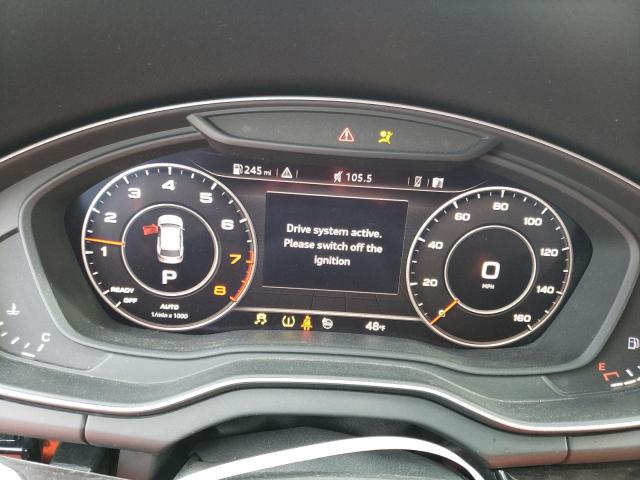 245 mi
105.5
Drive system active.
Please switch off the
ignition
1 2 3 4 5 6 7 8
P
READY
OFF
AUTO
1/min x 1000
0 20 40 60 80 100 120 140 160
0
MPH
48°F
C
E